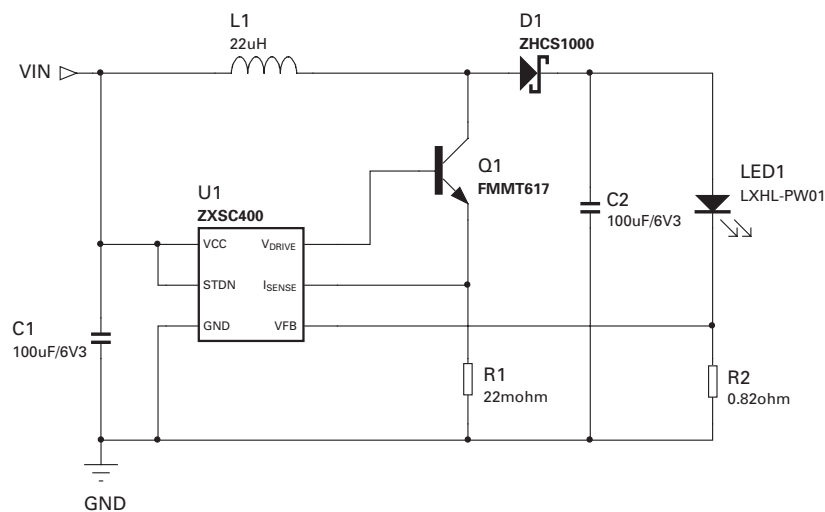 L1
22uH
D1
ZHCS1000
VIN
Q1
FMMT617
LED1
LXHL-PW01
U1
ZXSC400
C2
100uF/6V3
VCC
VDRIVE
STDN
ISENSE
GND
VFB
C1
100uF/6V3
R1
22mohm
R2
0.82ohm
GND